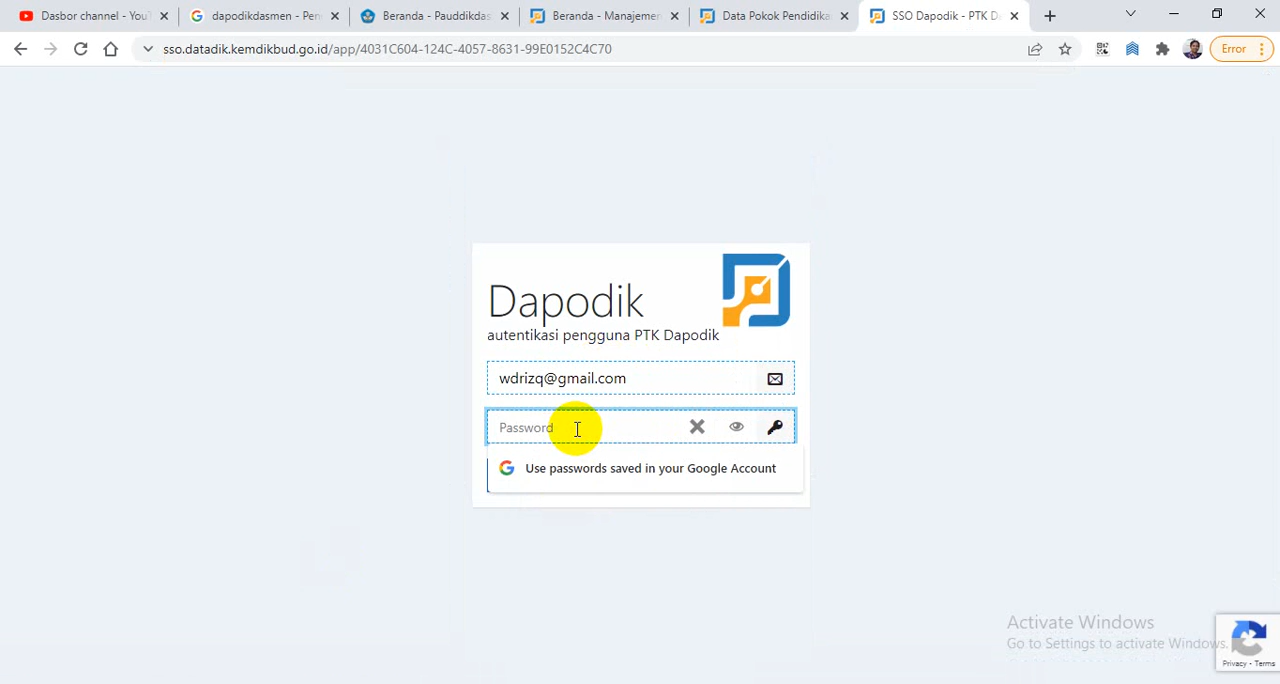 Dasbor channel - YouT
dapodikdasmen - Pen
Beranda - Pauddikdas
Beranda - Manajemen
Data Pokok Pendidika
SSO Dapodik - PTK D
sso.datadik.kemdikbud.go.id/app/4031C604-124C-4057-8631-99E0152C4C70
Error
Dapodik
autentikasi pengguna PTK Dapodik
wdrizq@gmail.com
Password
Use passwords saved in your Google Account
Activate Windows
Go to Settings to activate Windows.
Privacy - Terms